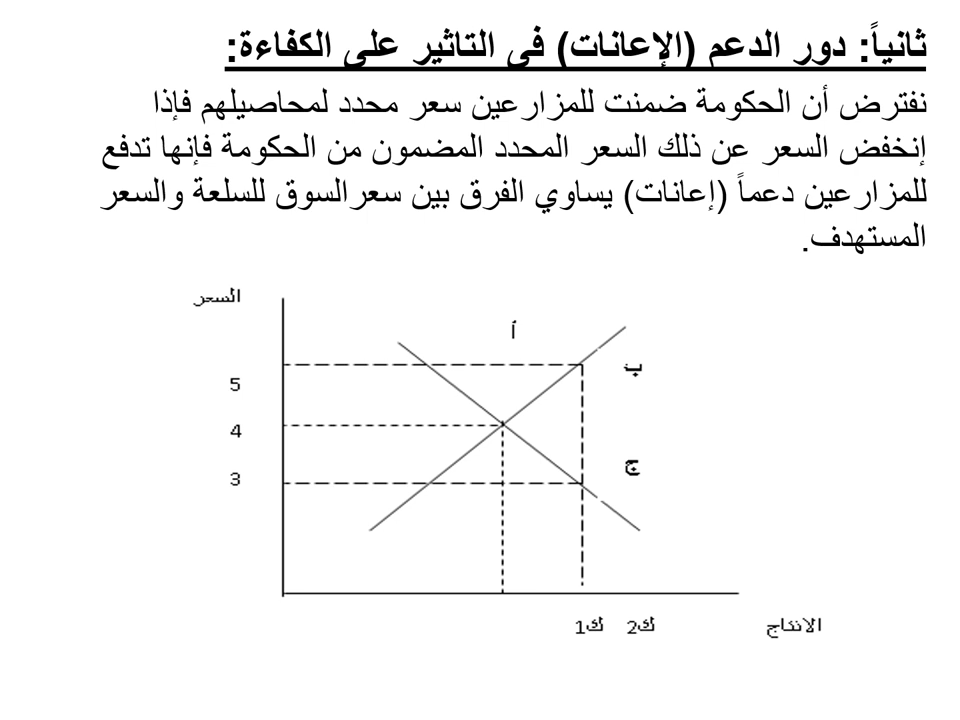 ثانياً: دور الدعم (الإعانات) فى التاثير على الكفاءة:
نفترض أن الحكومة ضمنت للمزارعين سعر محدد لمحاصيلهم فإذا
إنخفض السعر عن ذلك السعر المحدد المضمون من الحكومة فإنها تدفع
للمزارعين دعماً (إعانات) يساوي الفرق بين سعرالسوق للسلعة والسعر
المستهدف.
السعر
أ
ب
5
4
ج
3
ك1 ك2
الانتاج